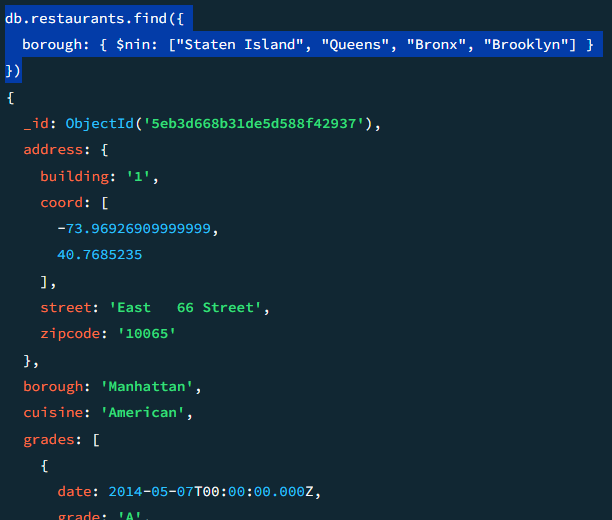 db.restaurants.find({
  borough: { $nin: ["Staten Island", "Queens", "Bronx", "Brooklyn"] }
})
{
  _id: ObjectId('5eb3d668b31de5d588f42937'),
  address: {
    building: '1',
    coord: [
      -73.96926909999999,
      40.7685235
    ],
    street: 'East   66 Street',
    zipcode: '10065'
  },
  borough: 'Manhattan',
  cuisine: 'American',
  grades: [
    {
      date: 2014-05-07T00:00:00.000Z,
      grade: 'A',